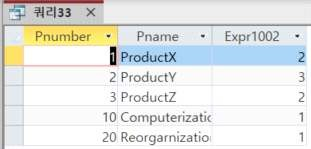 쿼리33
Pnumber Pname Expr1002
1 ProductX 2
2 ProductY 3
3 ProductZ 2
10 Computerizatio 1
20 Reorgarnizatio 1